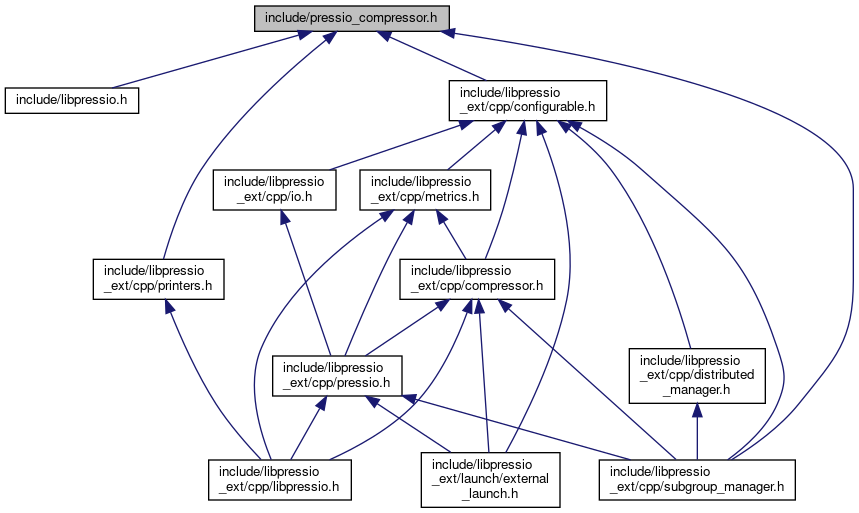 include/pressio_compressor.h
include/libpressio.h
include/libpressio
_ext/cpp/configurable.h
include/libpressio
_ext/cpp/io.h
include/libpressio
_ext/cpp/metrics.h
include/libpressio
_ext/cpp/printers.h
include/libpressio
_ext/cpp/compressor.h
include/libpressio
_ext/cpp/pressio.h
include/libpressio
_ext/cpp/distributed
_manager.h
include/libpressio
_ext/cpp/libpressio.h
include/libpressio
_ext/launch/external
_launch.h
include/libpressio
_ext/cpp/subgroup_manager.h